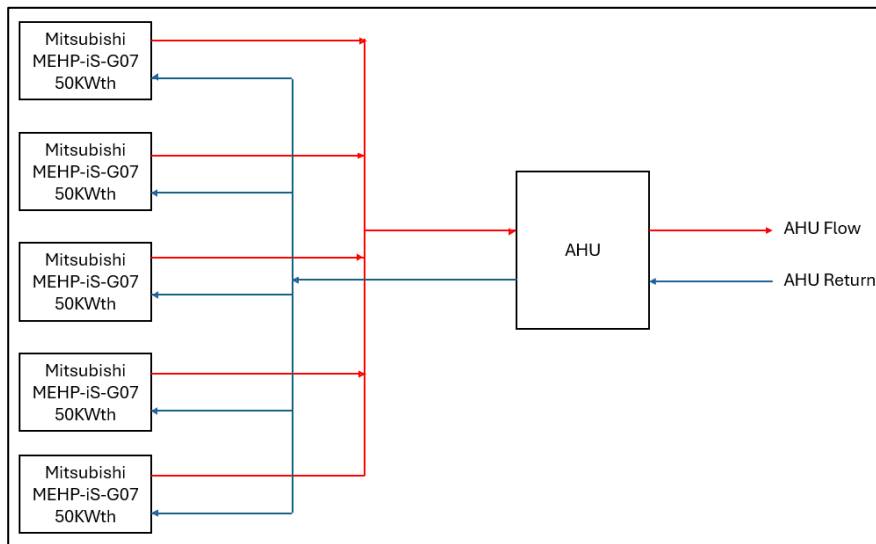 Mitsubishi
MEHP-iS-G07
50KWth
Mitsubishi
MEHP-iS-G07
50KWth
Mitsubishi
MEHP-iS-G07
50KWth
Mitsubishi
MEHP-iS-G07
50KWth
Mitsubishi
MEHP-iS-G07
50KWth
AHU
AHU Flow
AHU Return